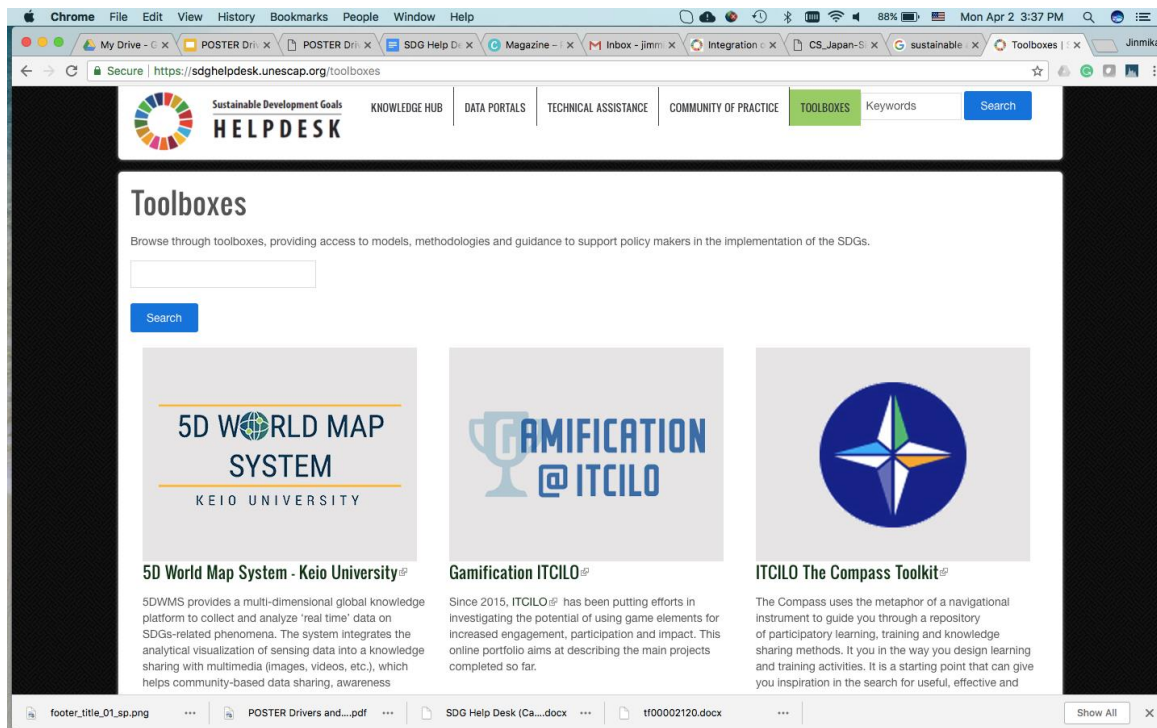 Chrome File Edit View History Bookmarks People Window Help 88% Mon Apr 2 3:37 PM
My Drive - G POSTER Driv POSTER Driv SDG Help De Magazine – Inbox - jimm Integration o CS_Japan-S sustainable Toolboxes | Jinmika
Secure | https://sdghelpdesk.unescap.org/toolboxes
Sustainable Development Goals
HELPDESK
KNOWLEDGE HUB DATA PORTALS TECHNICAL ASSISTANCE COMMUNITY OF PRACTICE TOOLBOXES Keywords Search
Toolboxes
Browse through toolboxes, providing access to models, methodologies and guidance to support policy makers in the implementation of the SDGs.
Search
5D WORLD MAP
SYSTEM
KEIO UNIVERSITY
GAMIFICATION
@ ITCILO
5D World Map System - Keio University
5DWMS provides a multi-dimensional global knowledge
platform to collect and analyze ‘real time’ data on
SDGs-related phenomena. The system integrates the
analytical visualization of sensing data into a knowledge
sharing with multimedia (images, videos, etc.), which
helps community-based data sharing, awareness
Gamification ITCILO
Since 2015, ITCILO has been putting efforts in
investigating the potential of using game elements for
increased engagement, participation and impact. This
online portfolio aims at describing the main projects
completed so far.
ITCILO The Compass Toolkit
The Compass uses the metaphor of a navigational
instrument to guide you through a repository
of participatory learning, training and knowledge
sharing methods. It you in the way you design learning
and training activities. It is a starting point that can give
you inspiration in the search for useful, effective and
footer_title_01_sp.png POSTER Drivers and....pdf SDG Help Desk (Ca....docx tf00002120.docx Show All